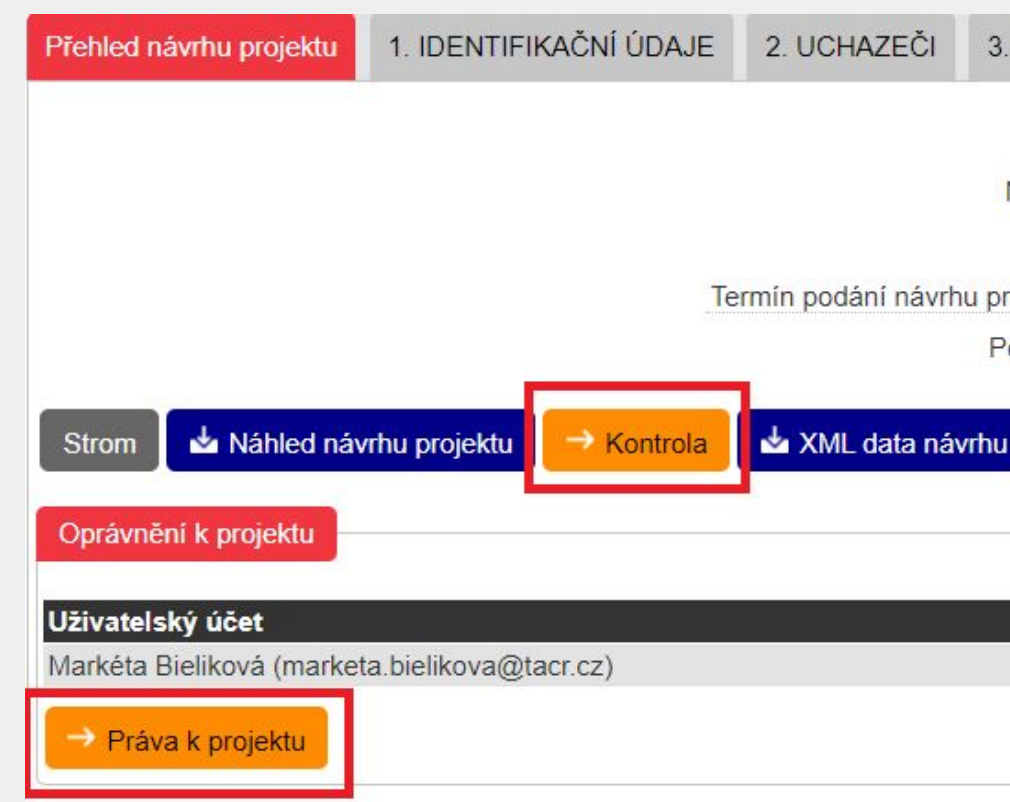 Přehled návrhu projektu 1. IDENTIFIKAČNÍ ÚDAJE 2. UCHAZEČI 3.
Termín podání návrhu
Strom Náhled návrhu projektu Kontrola XML data návrhu
Oprávnění k projektu
Uživatelský účet
Markéta Bieliková (marketa.bielikova@tacr.cz)
Práva k projektu